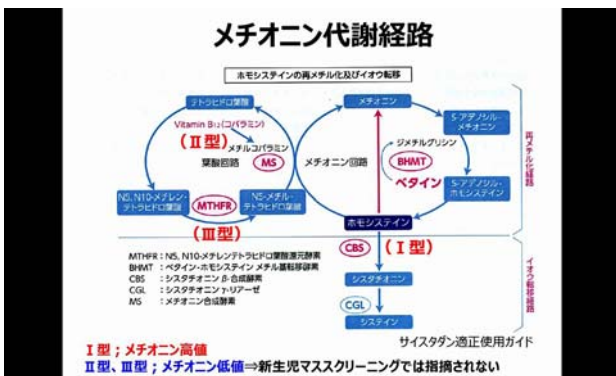 メチオニン代謝経路
ホモシステインの再メチル化及びイオウ転移
テトラヒドロ葉酸
メチオニン
Vitamin B12(コバラミン)
(Ⅱ型)
メチルコバラミン
葉酸回路
MS
メチオニン回路
S-アデノシル-
メチオニン
ジメチルグリシン
BHMT
ベタイン
再メチル化経路
N5, N10-メチレン-
テトラヒドロ葉酸
MTHFR
N5-メチル-
テトラヒドロ葉酸
S-アデノシル-
ホモシステイン
(Ⅲ型)
ホモシステイン
CBS
(Ⅰ型)
MTHFR : N5, N10-メチレンテトラヒドロ葉酸還元酵素
BHMT : ベタイン-ホモシステイン メチル基転移酵素
CBS : シスタチオニン β-合成酵素
CGL : シスタチオニン γ-リアーゼ
MS : メチオニン合成酵素
シスタチオニン
CGL
システイン
イオウ転移経路
サイスタダン適正使用ガイド
Ⅰ型；メチオニン高値
Ⅱ型、Ⅲ型；メチオニン低値⇒新生児マススクリーニングでは指摘されない